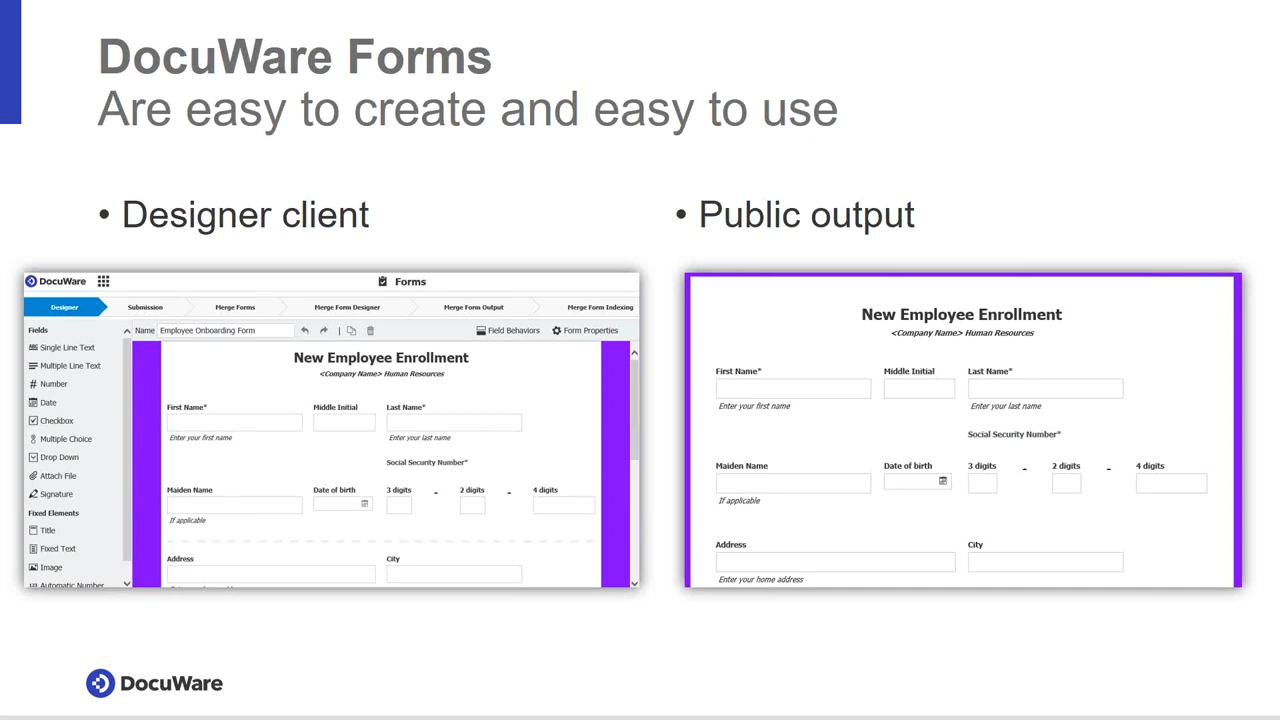 DocuWare Forms
Are easy to create and easy to use
• Designer client
• Public output
DocuWare
Forms
Designer
Submission
Merge Forms
Merge Form Designer
Merge Form Output
Merge Form Indexing
Fields
Single Line Text
Multiple Line Text
Number
Date
Checkbox
Multiple Choice
Drop Down
Attach File
Signature
Fixed Elements
Title
Fixed Text
Image
Automatic Number
Name Employee Onboarding Form
Field Behaviors
Form Properties
New Employee Enrollment
<Company Name> Human Resources
First Name* Middle Initial Last Name*
Enter your first name Enter your last name
Social Security Number*
Maiden Name Date of birth 3 digits - 2 digits - 4 digits
If applicable
Address City
New Employee Enrollment
<Company Name> Human Resources
First Name* Middle Initial Last Name*
Enter your first name Enter your last name
Social Security Number*
Maiden Name Date of birth 3 digits - 2 digits - 4 digits
If applicable
Address City
Enter your home address
DocuWare